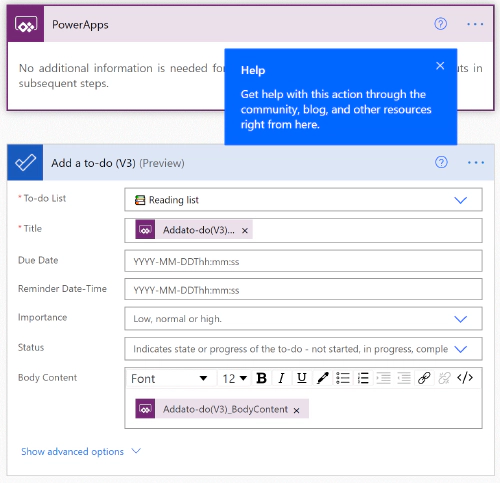 PowerApps
No additional information is needed for
uts in
subsequent steps.
Help
Get help with this action through the
community, blog, and other resources
right from here.
Add a to-do (V3) (Preview)
* To-do List
Reading list
* Title
Addato-do(V3)... ×
Due Date
YYYY-MM-DDThh:mm:ss
Reminder Date-Time
YYYY-MM-DDThh:mm:ss
Importance
Low, normal or high.
Status
Indicates state or progress of the to-do - not started, in progress, comple
Body Content
Font 12 B I U </>
Addato-do(V3)_BodyContent ×
Show advanced options